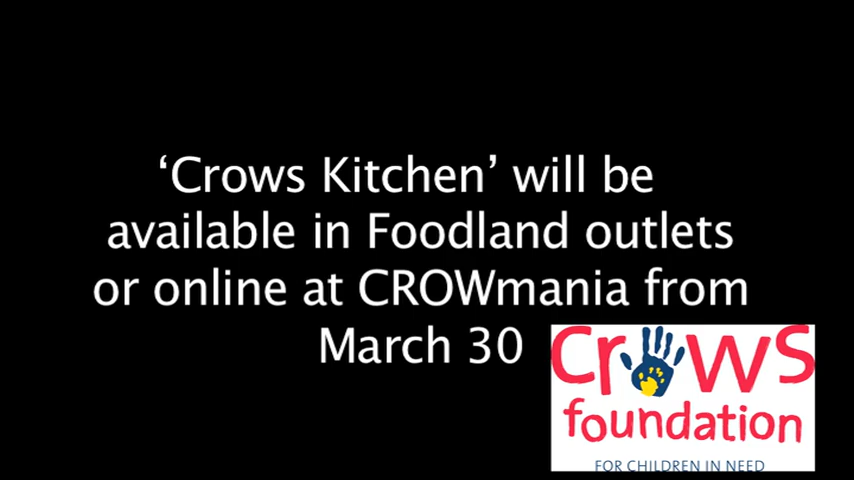 ‘Crows Kitchen’ will be
available in Foodland outlets
or online at CROWmania from
March 30
Crows
foundation
FOR CHILDREN IN NEED